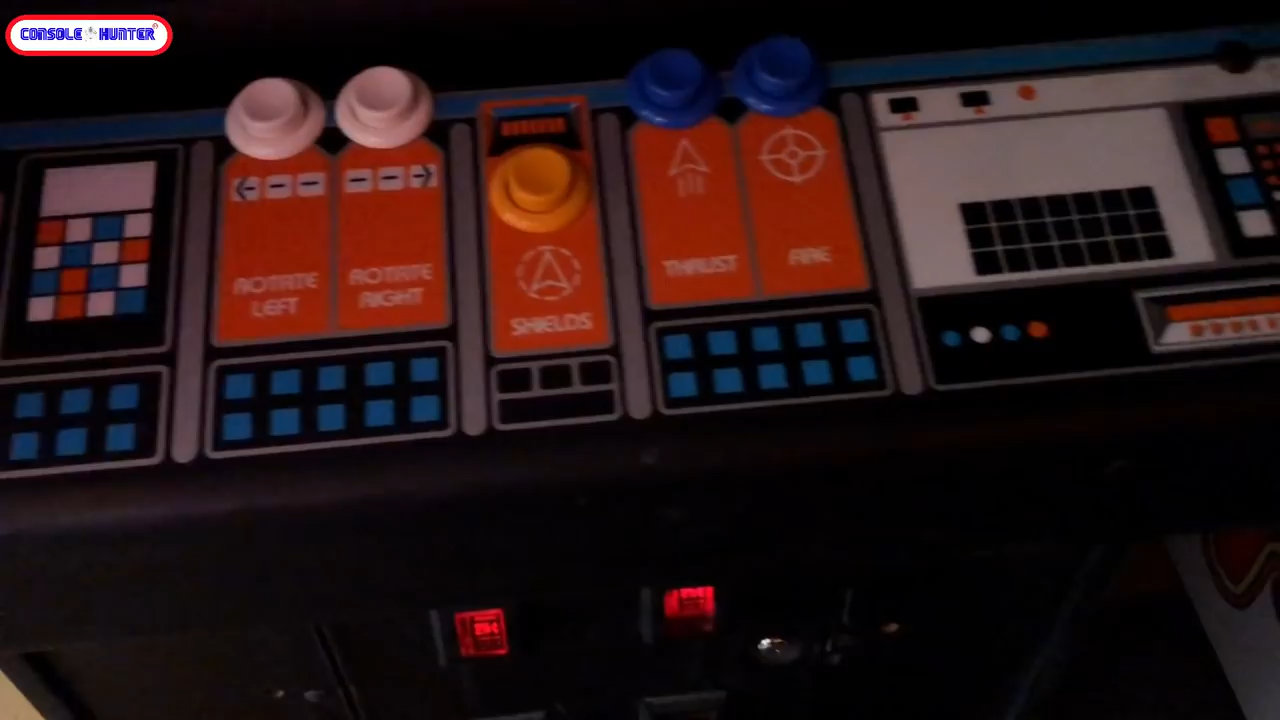 CONSOLE HUNTER
ROTATE
LEFT
ROTATE
RIGHT
SHIELDS
THRUST
FIRE